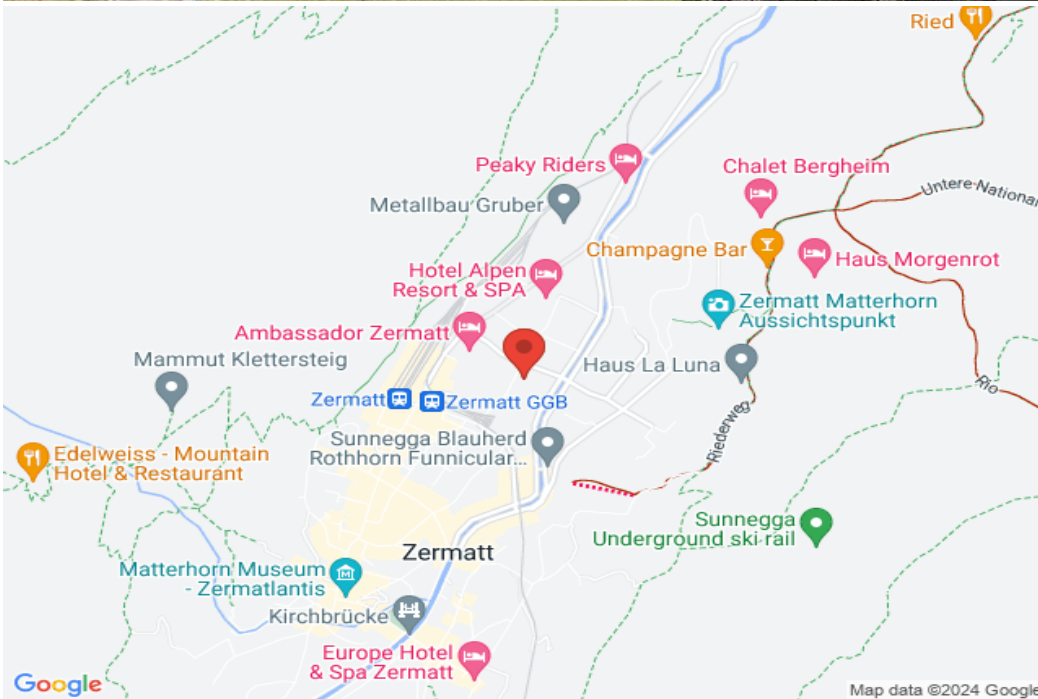 Ried
Peaky Riders
Chalet Bergheim
Untere National
Metallbau Gruber
Champagne Bar
Haus Morgenrot
Hotel Alpen
Resort & SPA
Zermatt Matterhorn
Aussichtspunkt
Ambassador Zermatt
Mammut Klettersteig
Haus La Luna
Rio
Zermatt
Zermatt GGB
Riederweg
Sunnegga Blauherd
Rothhorn Funnicular...
Edelweiss - Mountain
Hotel & Restaurant
Sunnegga
Underground ski rail
Zermatt
Matterhorn Museum
- Zermatlantis
Kirchbrücke
Europe Hotel
& Spa Zermatt
Google
Map data ©2024 Google